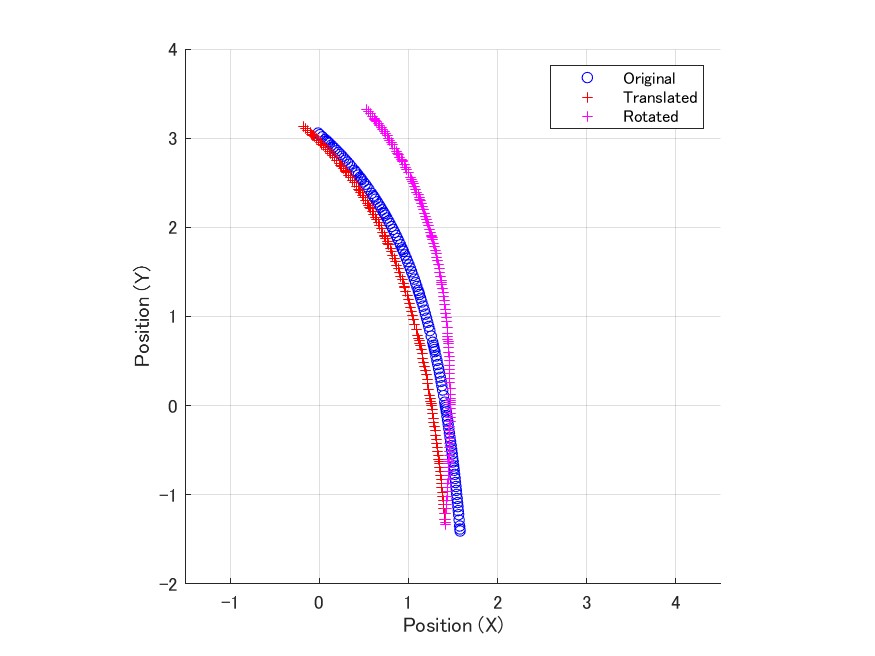 4
3
2
1
0
−1
−2
Position (Y)
Original
Translated
Rotated
−1
0
1
2
3
4
Position (X)